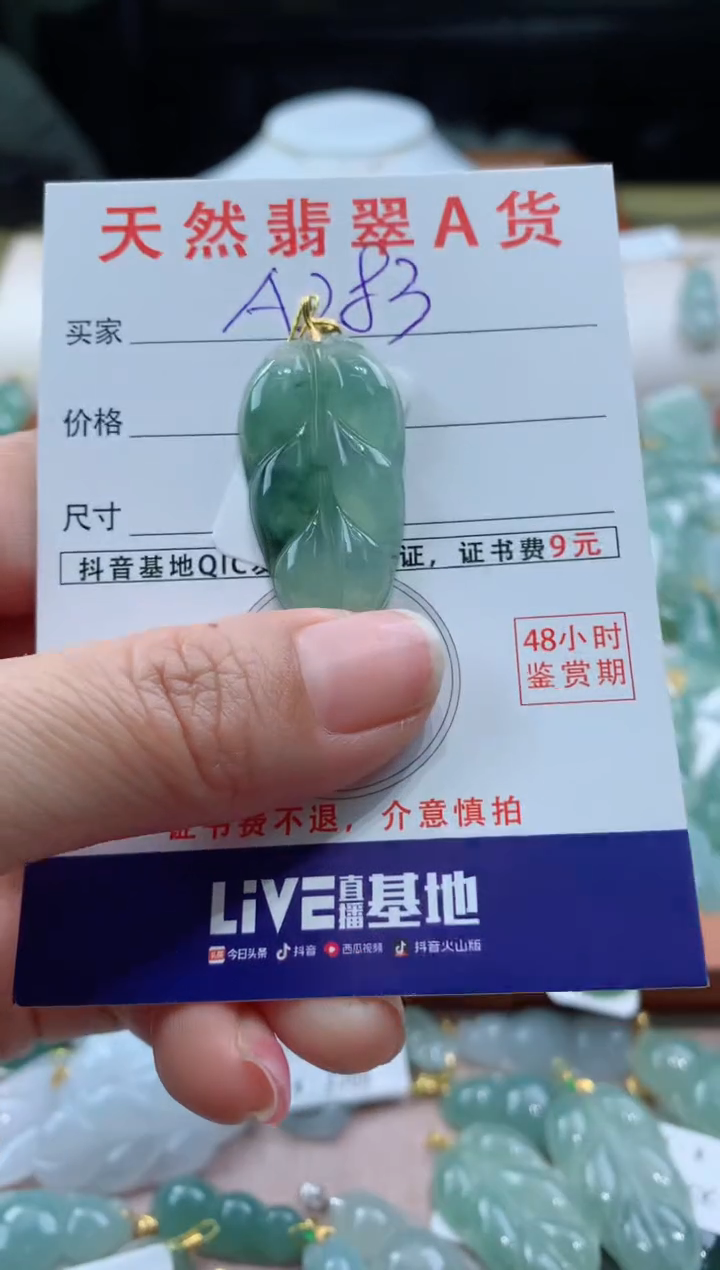 天然翡翠A货
买家 A283
价格
尺寸
抖音基地QIC 证，证书费9元
48小时
鉴赏期
证书费不退，介意慎拍
LiVE直播基地
今日头条 抖音 西瓜视频 抖音火山版